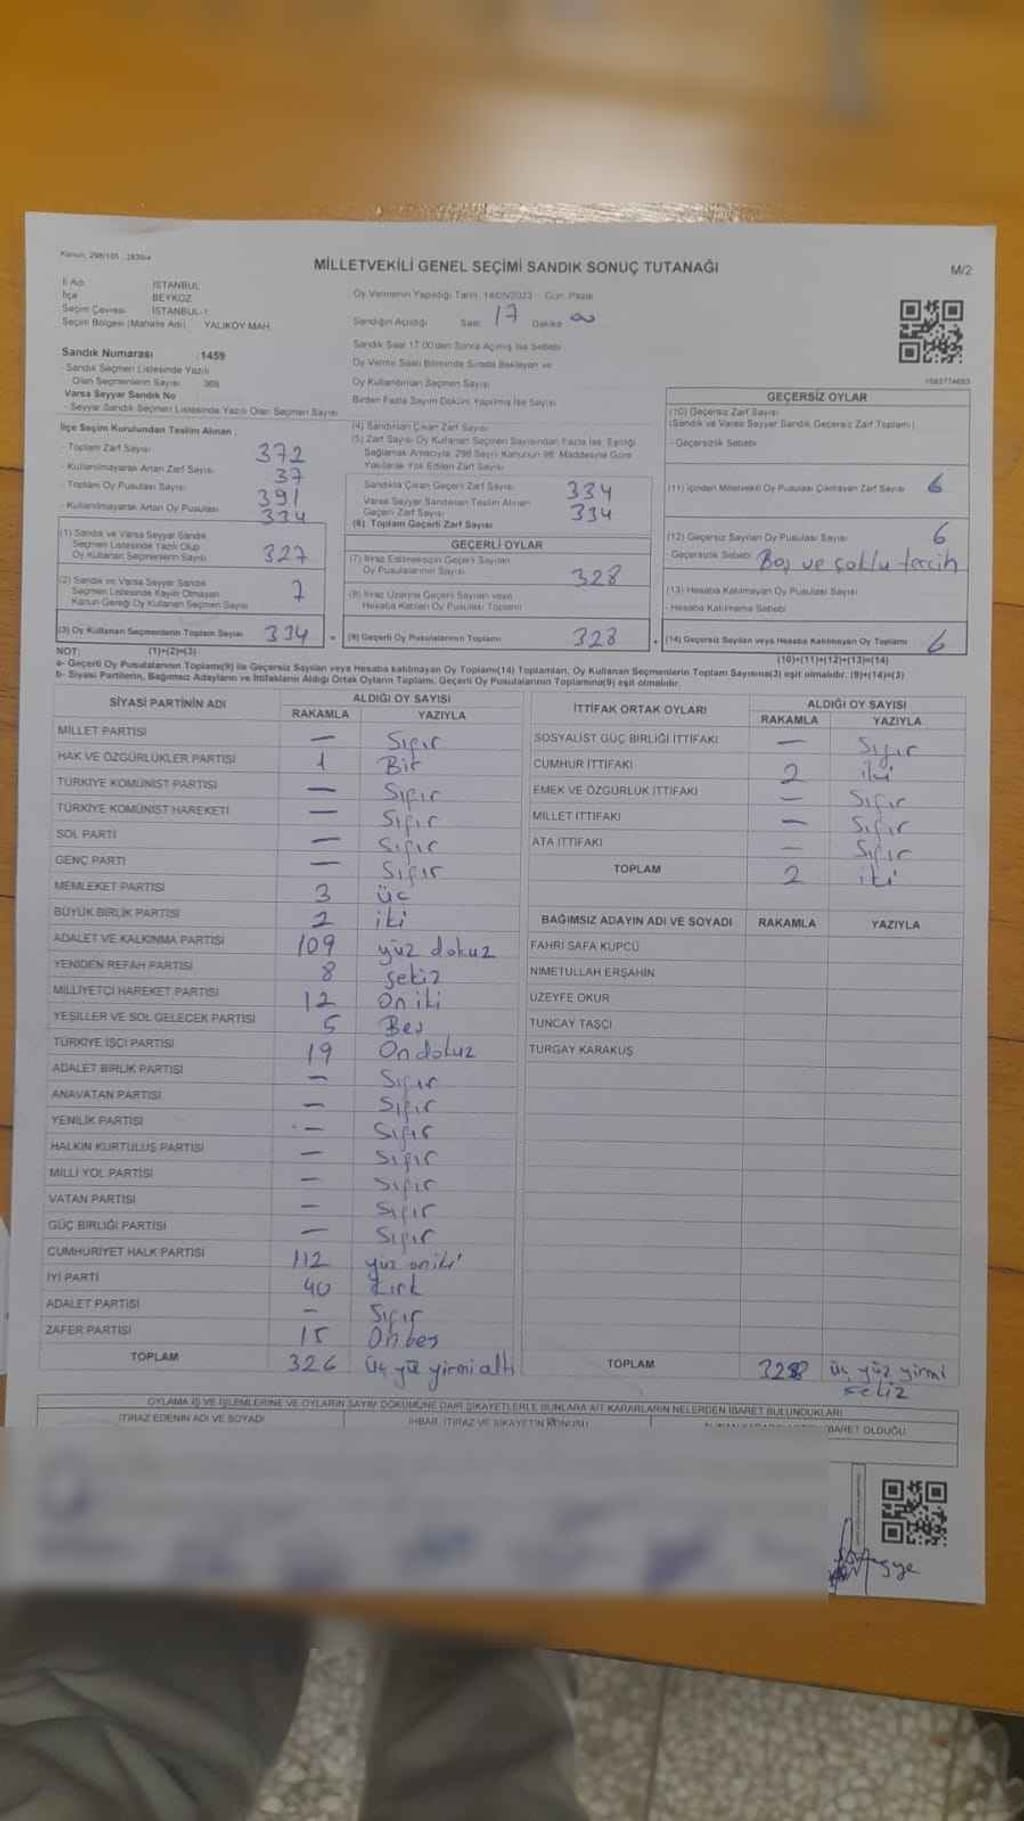 MİLLETVEKİLİ GENEL SEÇİMİ SANDIK SONUÇ TUTANAĞI
M/2
İl Adı İSTANBUL
İlçe BEYKOZ
Seçim Çevresi İSTANBUL-1
Seçim Bölgesi (Mahalle Adı) YALIKÖY MAH.
Oy Vermenin Yapıldığı Tarih: 14/05/2023 Gün: Pazar
Sandığın Açıldığı Saat 17 Dakika
Sandık Numarası 1459
Sandık Seçmen Listesinde Yazılı
Olan Seçmenlerin Sayısı 369
Varsa Seyyar Sandık No
Seyyar Sandık Seçmen Listesinde Yazılı Olan Seçmen Sayısı
Sandık Saat 17.00'den Sonra Açılmış İse Sebebi
Oy Verme Saati Bitiminde Sırada Bekleyen ve
Oy Kullandırılan Seçmen Sayısı
Birden Fazla Sayım Döküm Yapılmış İse Sayısı
İlçe Seçim Kurulundan Teslim Alınan :
- Toplam Zarf Sayısı 372
- Kullanılmayarak Artan Zarf Sayısı 37
- Toplam Oy Pusulası Sayısı 391
- Kullanılmayarak Artan Oy Pusulası
(1) Sandık ve Varsa Seyyar Sandık
Seçmen Listesinde Yazılı Olup
Oy Kullanan Seçmenlerin Sayısı 327
(2) Sandık ve Varsa Seyyar Sandık
Seçmen Listesinde Kayıtlı Olmayan
Kanun Gereği Oy Kullanan Seçmen Sayısı 7
(3) Oy Kullanan Seçmenlerin Toplam Sayısı 334
(4) Sandıktan Çıkan Zarf Sayısı
(5) Zarf Sayısı Oy Kullanan Seçmen Sayısından Fazla İse, Eşitliği
Sağlamak Amacıyla, 298 Sayılı Kanunun 98. Maddesine Göre
Yakılarak Yok Edilen Zarf Sayısı
Sandıkta Çıkan Geçerli Zarf Sayısı 334
Varsa Seyyar Sandıktan Teslim Alınan
Geçerli Zarf Sayısı 334
(6) Toplam Geçerli Zarf Sayısı
GEÇERLİ OYLAR
(7) İtiraz Edilmeksizin Geçerli Sayılan
Oy Pusulalarının Sayısı 328
(8) İtiraz Üzerine Geçerli Sayılan veya
Hesaba Katılan Oy Pusulası Toplamı
(9) Geçerli Oy Pusulalarının Toplamı 328
GEÇERSİZ OYLAR
(10) Geçersiz Zarf Sayısı
(Sandık ve Varsa Seyyar Sandık Geçersiz Zarf Toplamı)
- Geçersizlik Sebebi
(11) İçinden Milletvekili Oy Pusulası Çıkmayan Zarf Sayısı 6
(12) Geçersiz Sayılan Oy Pusulası Sayısı 6
Geçersizlik Sebebi Boş ve çoklu tercih
(13) Hesaba Katılmayan Oy Pusulası Sayısı
- Hesaba Katılmama Sebebi
(14) Geçersiz Sayılan veya Hesaba Katılmayan Oy Toplamı 6
NOT: (1)+(2)=(3) (10)+(11)+(12)+(13)=(14)
a- Geçerli Oy Pusulalarının Toplamı(9) ile Geçersiz Sayılan veya Hesaba katılmayan Oy Toplamı(14) Toplamları, Oy Kullanan Seçmenlerin Toplam Sayısına(3) eşit olmalıdır. (9)+(14)=(3)
b- Siyasi Partilerin, Bağımsız Adayların ve İttifakların Aldığı Ortak Oyların Toplamı, Geçerli Oy Pusulalarının Toplamına(9) eşit olmalıdır.
SİYASİ PARTİNİN ADI ALDIĞI OY SAYISI
RAKAMLA YAZIYLA
MİLLET PARTİSİ — Sıfır
HAK VE ÖZGÜRLÜKLER PARTİSİ 1 Bir
TÜRKİYE KOMÜNİST PARTİSİ — Sıfır
TÜRKİYE KOMÜNİST HAREKETİ — Sıfır
SOL PARTİ — Sıfır
GENÇ PARTİ — Sıfır
MEMLEKET PARTİSİ 3 üç
BÜYÜK BİRLİK PARTİSİ 2 iki
ADALET VE KALKINMA PARTİSİ 109 yüz dokuz
YENİDEN REFAH PARTİSİ 8 sekiz
MİLLİYETÇİ HAREKET PARTİSİ 12 on iki
YEŞİLLER VE SOL GELECEK PARTİSİ 5 Beş
TÜRKİYE İŞÇİ PARTİSİ 19 On dokuz
ADALET BİRLİK PARTİSİ — Sıfır
ANAVATAN PARTİSİ — Sıfır
YENİLİK PARTİSİ — Sıfır
HALKIN KURTULUŞ PARTİSİ — Sıfır
MİLLİ YOL PARTİSİ — Sıfır
VATAN PARTİSİ — Sıfır
GÜÇ BİRLİĞİ PARTİSİ — Sıfır
CUMHURİYET HALK PARTİSİ 112 yüz oniki
İYİ PARTİ 40 kırk
ADALET PARTİSİ - Sıfır
ZAFER PARTİSİ 15 On beş
TOPLAM 326 üç yüz yirmi altı
İTTİFAK ORTAK OYLARI ALDIĞI OY SAYISI
RAKAMLA YAZIYLA
SOSYALİST GÜÇ BİRLİĞİ İTTİFAKI — Sıfır
CUMHUR İTTİFAKI 2 iki
EMEK VE ÖZGÜRLÜK İTTİFAKI — Sıfır
MİLLET İTTİFAKI — Sıfır
ATA İTTİFAKI — Sıfır
TOPLAM 2 iki
BAĞIMSIZ ADAYIN ADI VE SOYADI RAKAMLA YAZIYLA
FAHRİ SAFA KÜPCÜ
NİMETULLAH ERŞAHİN
UZEYFE OKUR
TUNCAY TAŞÇI
TURGAY KARAKUŞ
TOPLAM 328 üç yüz yirmi
sekiz
OYLAMA İŞ VE İŞLEMLERİNE VE OYLARIN SAYIM DÖKÜMÜNE DAİR ŞİKAYETLERLE BUNLARA AİT KARARLARIN NELERDEN İBARET BULUNDUKLARI
İTİRAZ EDENİN ADI VE SOYADI İHBAR, İTİRAZ VE ŞİKAYETİN KONUSU